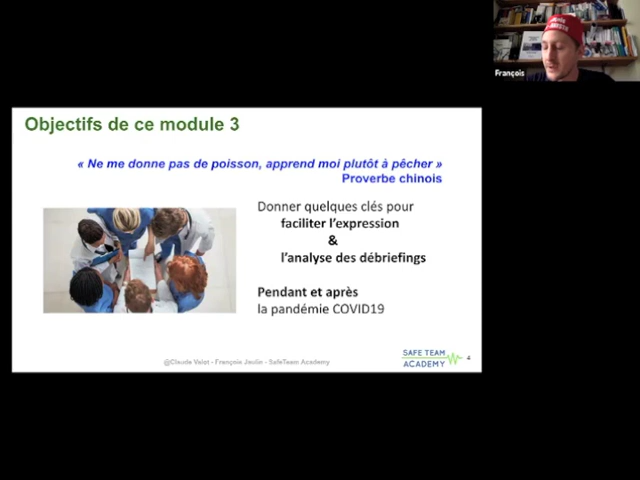 François
Objectifs de ce module 3
« Ne me donne pas de poisson, apprend moi plutôt à pêcher »
Proverbe chinois
Donner quelques clés pour
faciliter l'expression
&
l'analyse des débriefings
Pendant et après
la pandémie COVID19
@Claude Valot - François Jaulin - SafeTeam Academy
SAFE TEAM
ACADEMY
4